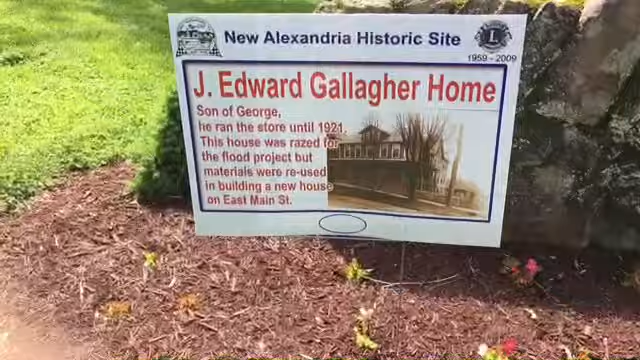 New Alexandria Historic Site
L
1959 - 2009
J. Edward Gallagher Home
Son of George,
he ran the store until 1921.
This house was razed for
the flood project but
materials were re-used
in building a new house
on East Main St.